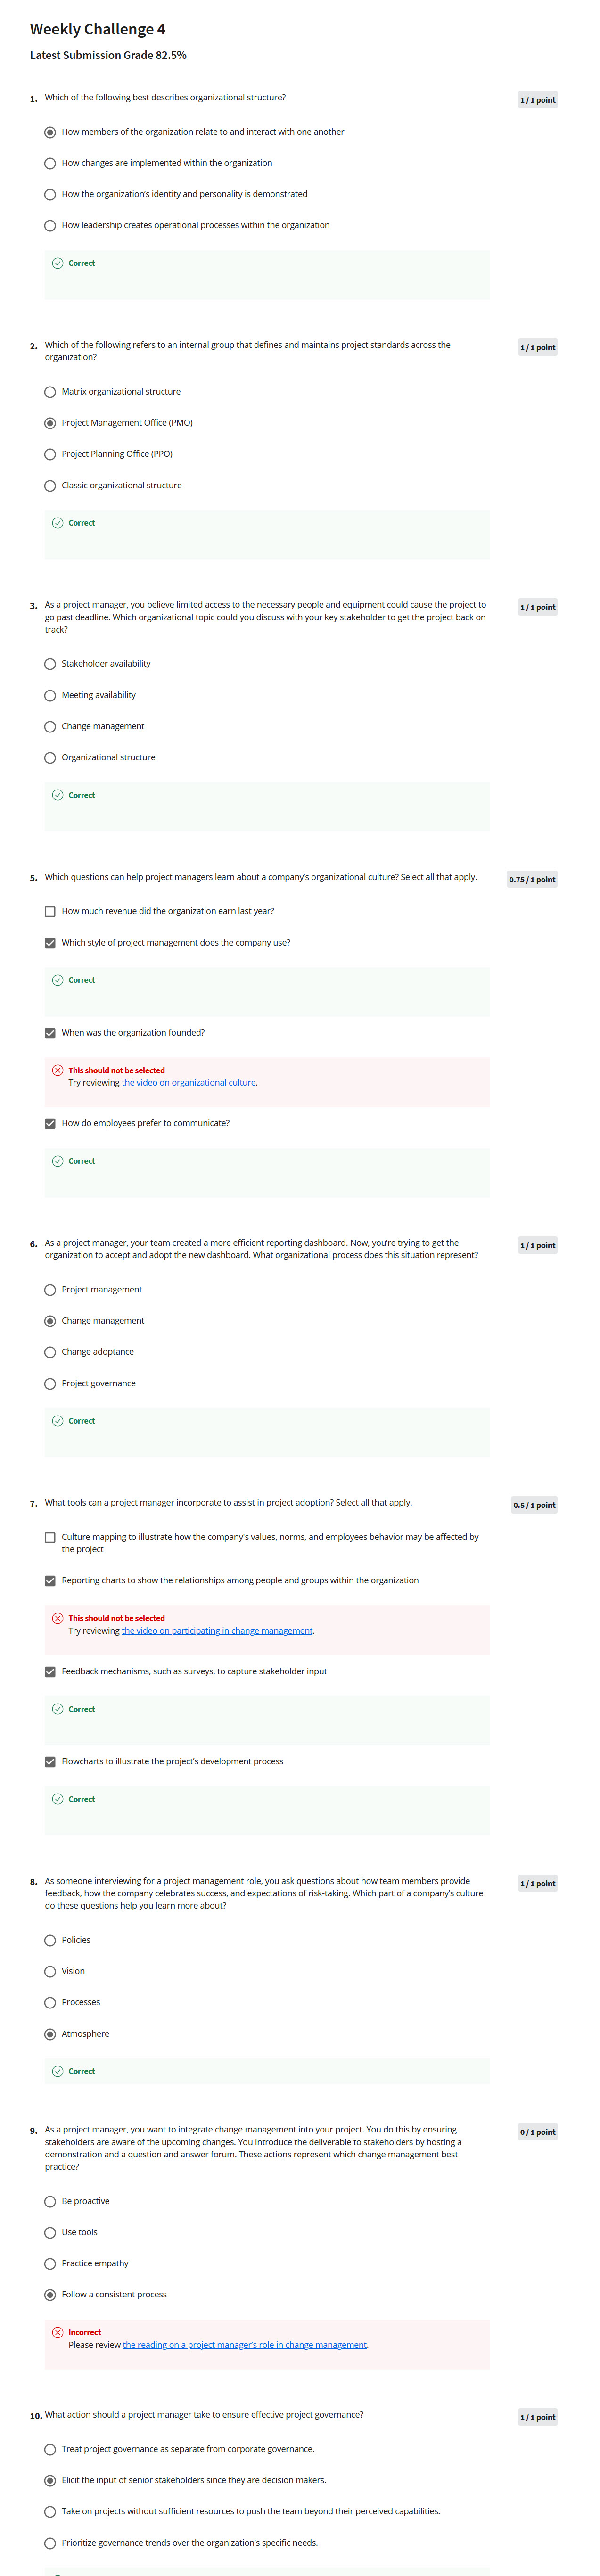 Weekly Challenge 4
Latest Submission Grade 82.5%
1. Which of the following best describes organizational structure?
1 / 1 point
How members of the organization relate to and interact with one another
How changes are implemented within the organization
How the organization's identity and personality is demonstrated
How leadership creates operational processes within the organization
Correct
2. Which of the following refers to an internal group that defines and maintains project standards across the
organization?
1 / 1 point
Matrix organizational structure
Project Management Office (PMO)
Project Planning Office (PPO)
Classic organizational structure
Correct
3. As a project manager, you believe limited access to the necessary people and equipment could cause the project to
go past deadline. Which organizational topic could you discuss with your key stakeholder to get the project back on
track?
1 / 1 point
Stakeholder availability
Meeting availability
Change management
Organizational structure
Correct
5. Which questions can help project managers learn about a company's organizational culture? Select all that apply.
0.75 / 1 point
How much revenue did the organization earn last year?
Which style of project management does the company use?
Correct
When was the organization founded?
This should not be selected
Try reviewing the video on organizational culture.
How do employees prefer to communicate?
Correct
6. As a project manager, your team created a more efficient reporting dashboard. Now, you're trying to get the
organization to accept and adopt the new dashboard. What organizational process does this situation represent?
1 / 1 point
Project management
Change management
Change adoptance
Project governance
Correct
7. What tools can a project manager incorporate to assist in project adoption? Select all that apply.
0.5 / 1 point
Culture mapping to illustrate how the company's values, norms, and employees behavior may be affected by
the project
Reporting charts to show the relationships among people and groups within the organization
This should not be selected
Try reviewing the video on participating in change management.
Feedback mechanisms, such as surveys, to capture stakeholder input
Correct
Flowcharts to illustrate the project's development process
Correct
8. As someone interviewing for a project management role, you ask questions about how team members provide
feedback, how the company celebrates success, and expectations of risk-taking. Which part of a company's culture
do these questions help you learn more about?
1 / 1 point
Policies
Vision
Processes
Atmosphere
Correct
9. As a project manager, you want to integrate change management into your project. You do this by ensuring
stakeholders are aware of the upcoming changes. You introduce the deliverable to stakeholders by hosting a
demonstration and a question and answer forum. These actions represent which change management best
practice?
0 / 1 point
Be proactive
Use tools
Practice empathy
Follow a consistent process
Incorrect
Please review the reading on a project manager's role in change management.
10. What action should a project manager take to ensure effective project governance?
1 / 1 point
Treat project governance as separate from corporate governance.
Elicit the input of senior stakeholders since they are decision makers.
Take on projects without sufficient resources to push the team beyond their perceived capabilities.
Prioritize governance trends over the organization's specific needs.